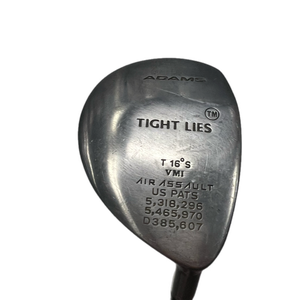 ADAMS
TIGHT LIES ™
T 16° S
VMI
AIR ASSAULT
US PATS
5,318,296
5,465,970
D385,607